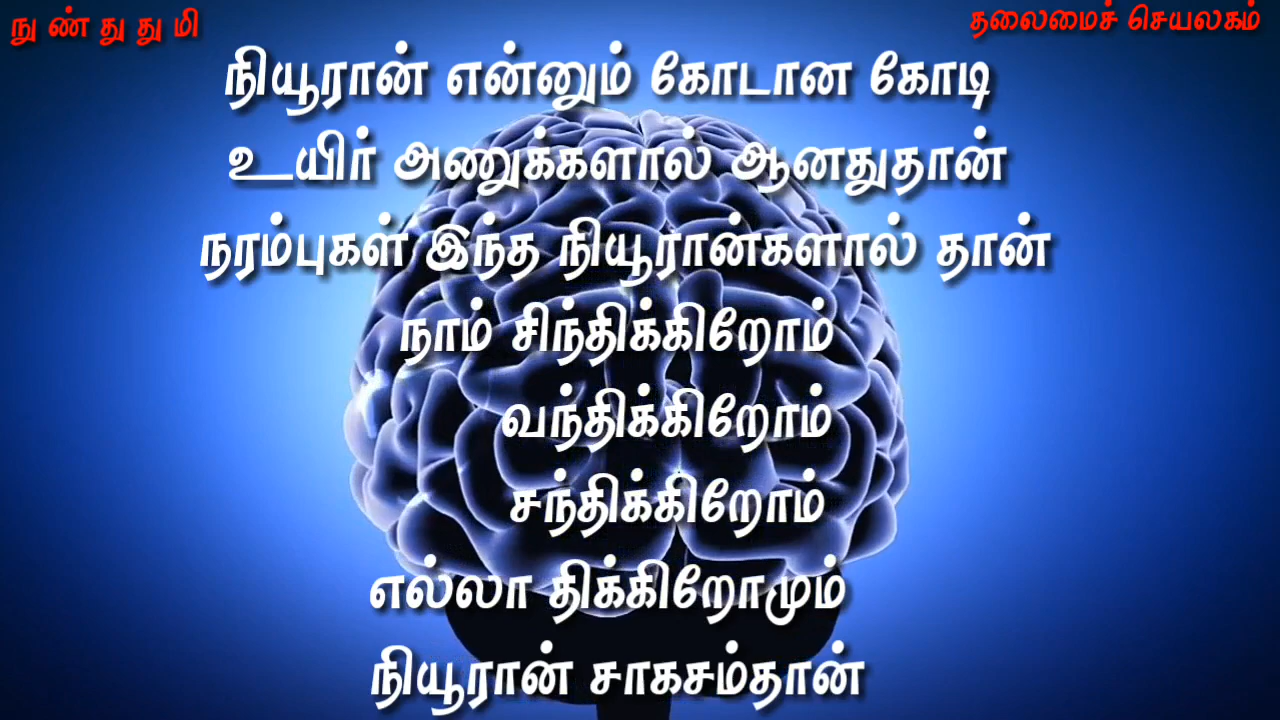 நு ண் து து மி
தலைமைச் செயலகம்
நியூரான் என்னும் கோடான கோடி
உயிர் அணுக்களால் ஆனதுதான்
நரம்புகள் இந்த நியூரான்களால் தான்
நாம் சிந்திக்கிறோம்
வந்திக்கிறோம்
சந்திக்கிறோம்
எல்லா திக்கிறோமும்
நியூரான் சாகசம்தான்